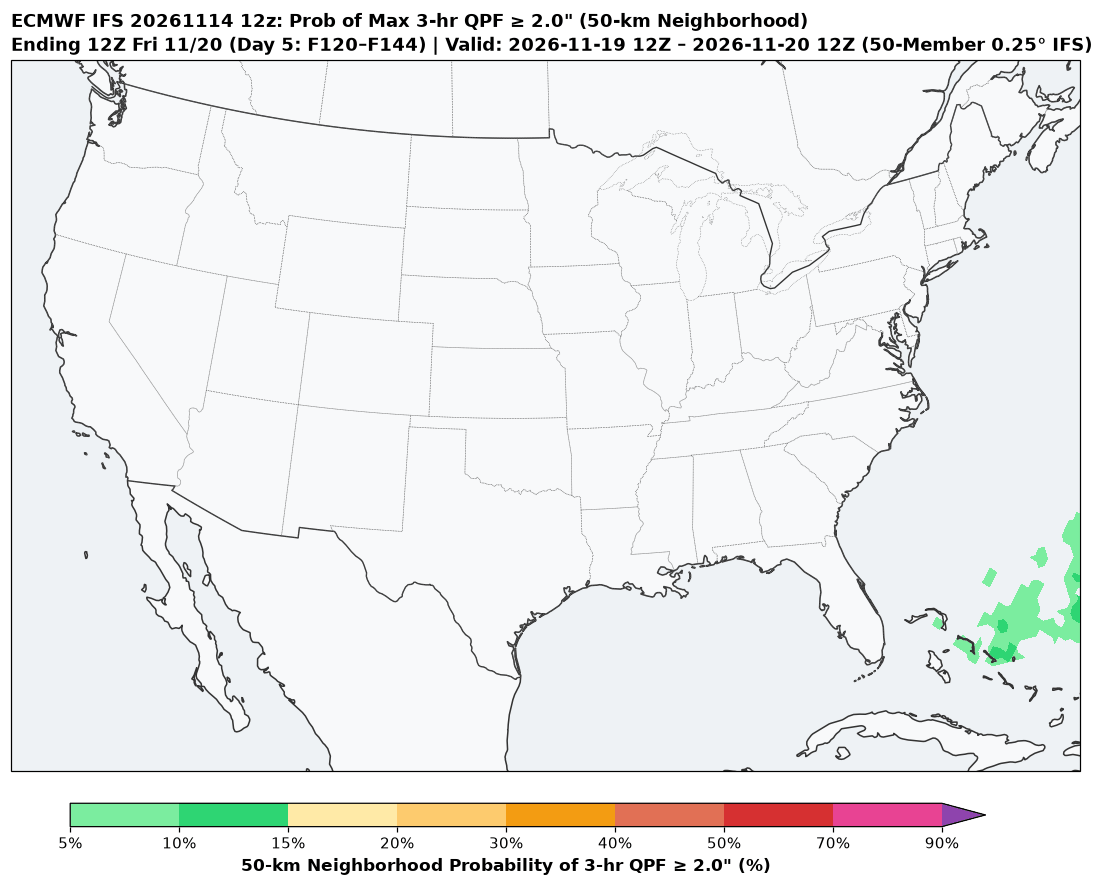 ECMWF IFS 20261114 12z: Prob of Max 3-hr QPF ≥ 2.0" (50-km Neighborhood)
Ending 12Z Fri 11/20 (Day 5: F120–F144) | Valid: 2026-11-19 12Z – 2026-11-20 12Z (50-Member 0.25° IFS)
5% 10% 15% 20% 30% 40% 50% 70% 90%
50-km Neighborhood Probability of 3-hr QPF ≥ 2.0" (%)